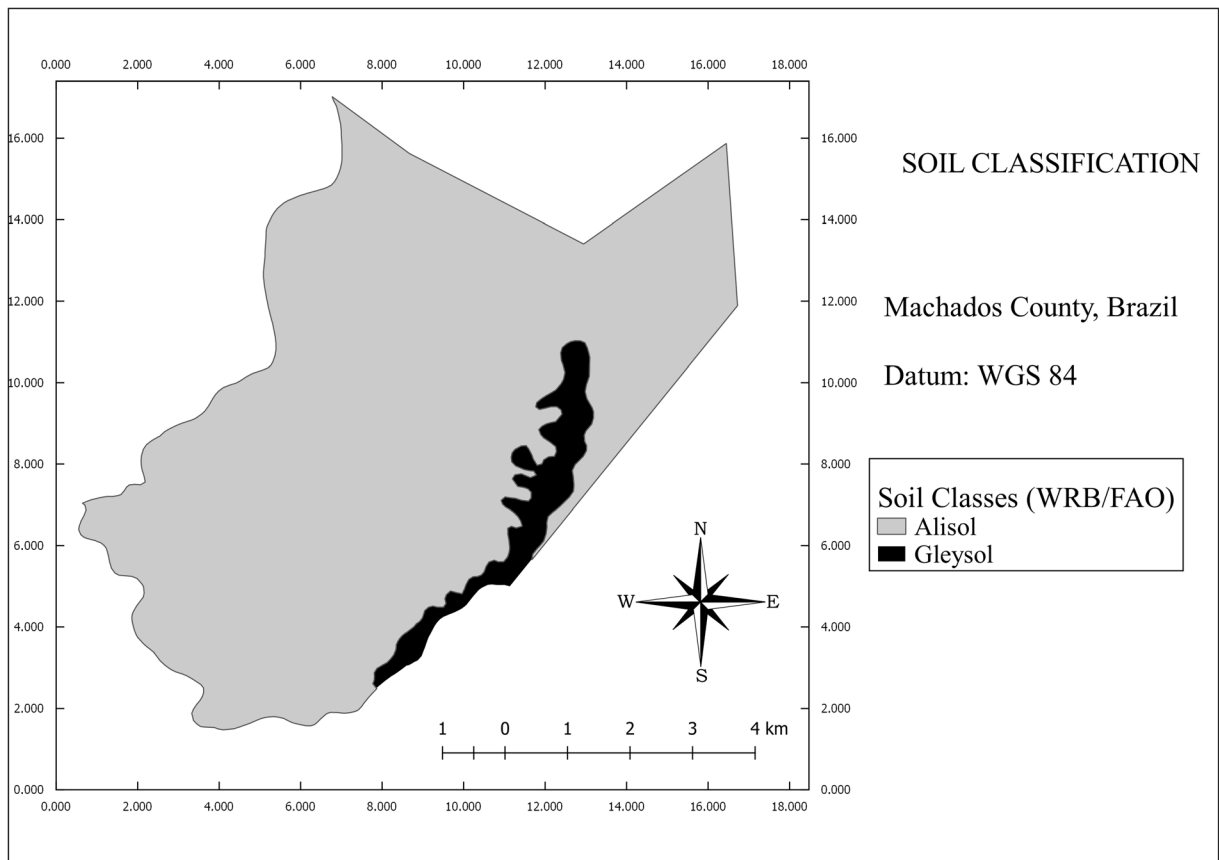 0.000 2.000 4.000 6.000 8.000 10.000 12.000 14.000 16.000 18.000
16.000 16.000
14.000 14.000
12.000 12.000
10.000 10.000
8.000 8.000
6.000 6.000
4.000 4.000
2.000 2.000
0.000 0.000
0.000 2.000 4.000 6.000 8.000 10.000 12.000 14.000 16.000 18.000
N
W E
S
1 0 1 2 3 4 km
SOIL CLASSIFICATION
Machados County, Brazil
Datum: WGS 84
Soil Classes (WRB/FAO)
Alisol
Gleysol